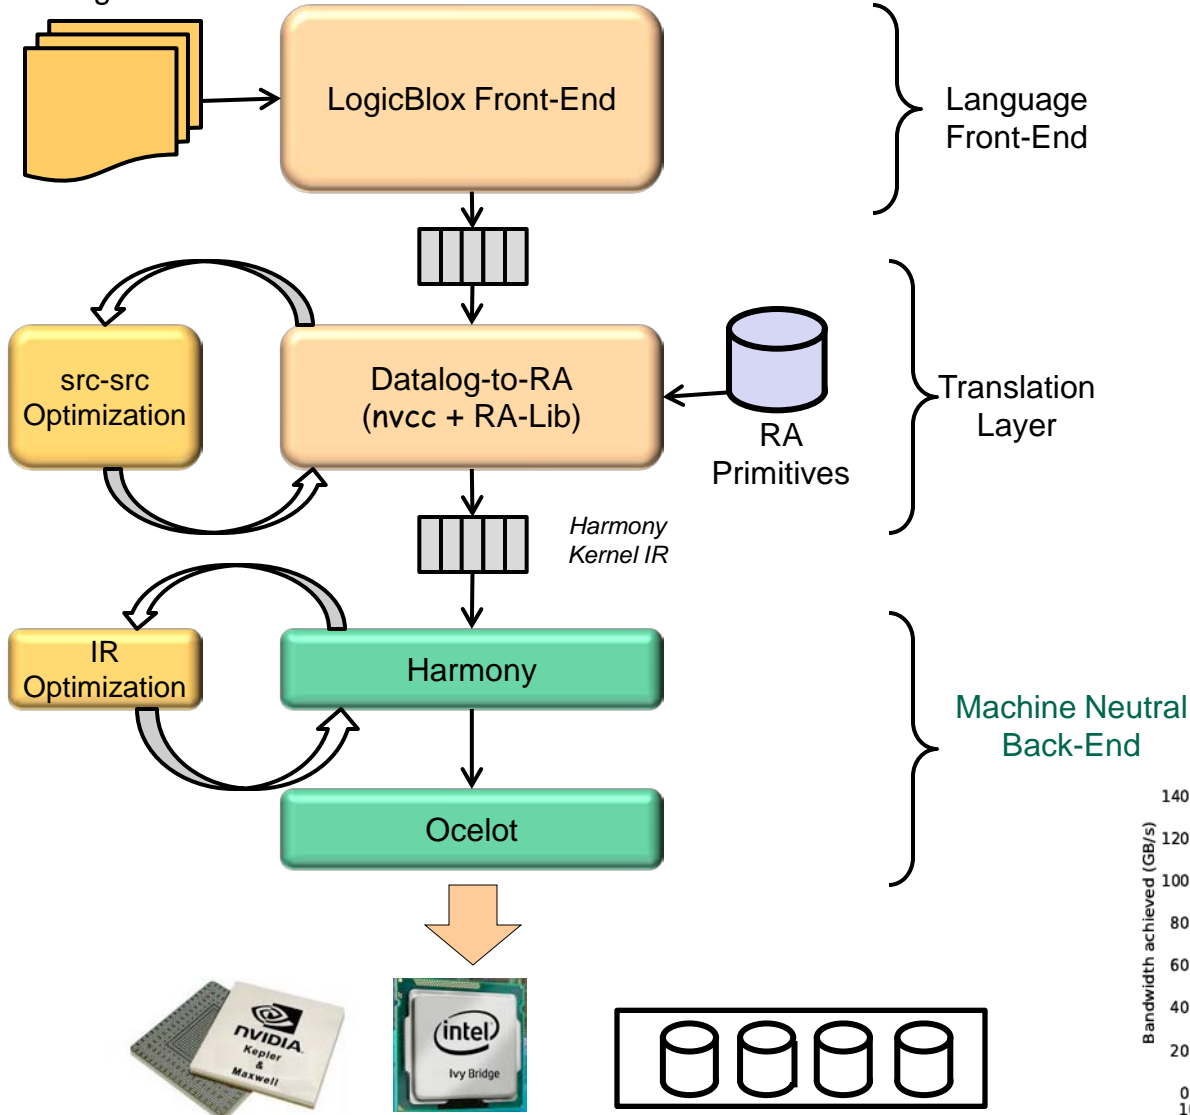 LogicBlox Front-End
Language
Front-End
src-src
Optimization
Datalog-to-RA
(nvcc + RA-Lib)
RA
Primitives
Translation
Layer
Harmony
Kernel IR
IR
Optimization
Harmony
Machine Neutral
Back-End
Ocelot
140
120
100
80
60
40
20
0
Bandwidth achieved (GB/s)
nVIDIA
Kepler
&
Maxwell
intel
Ivy Bridge